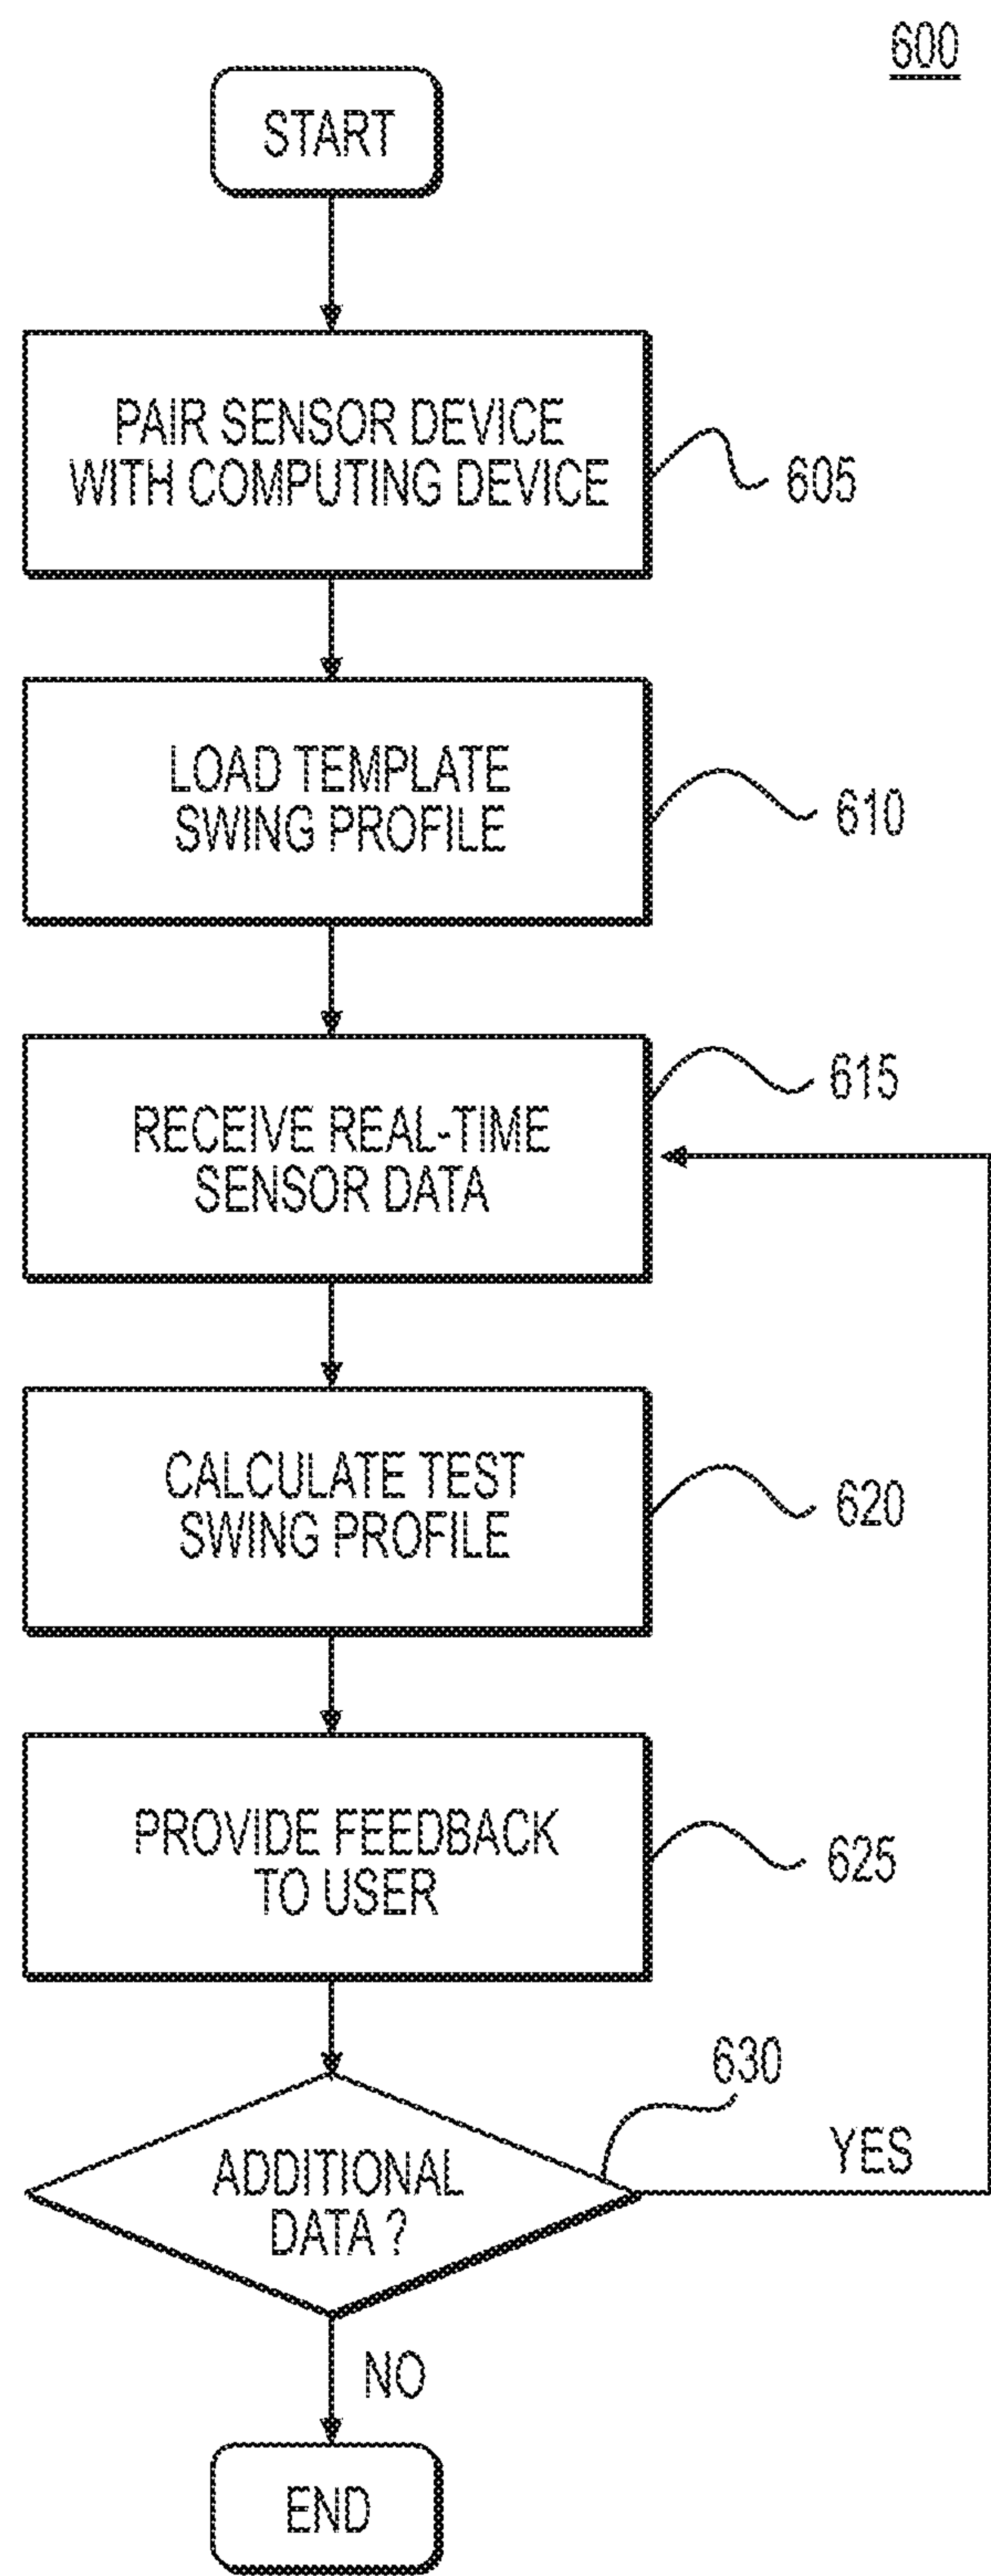 600
START
PAIR SENSOR DEVICE
WITH COMPUTING DEVICE
605
LOAD TEMPLATE
SWING PROFILE
610
RECEIVE REAL-TIME
SENSOR DATA
615
CALCULATE TEST
SWING PROFILE
620
PROVIDE FEEDBACK
TO USER
625
630
ADDITIONAL
DATA ?
YES
NO
END